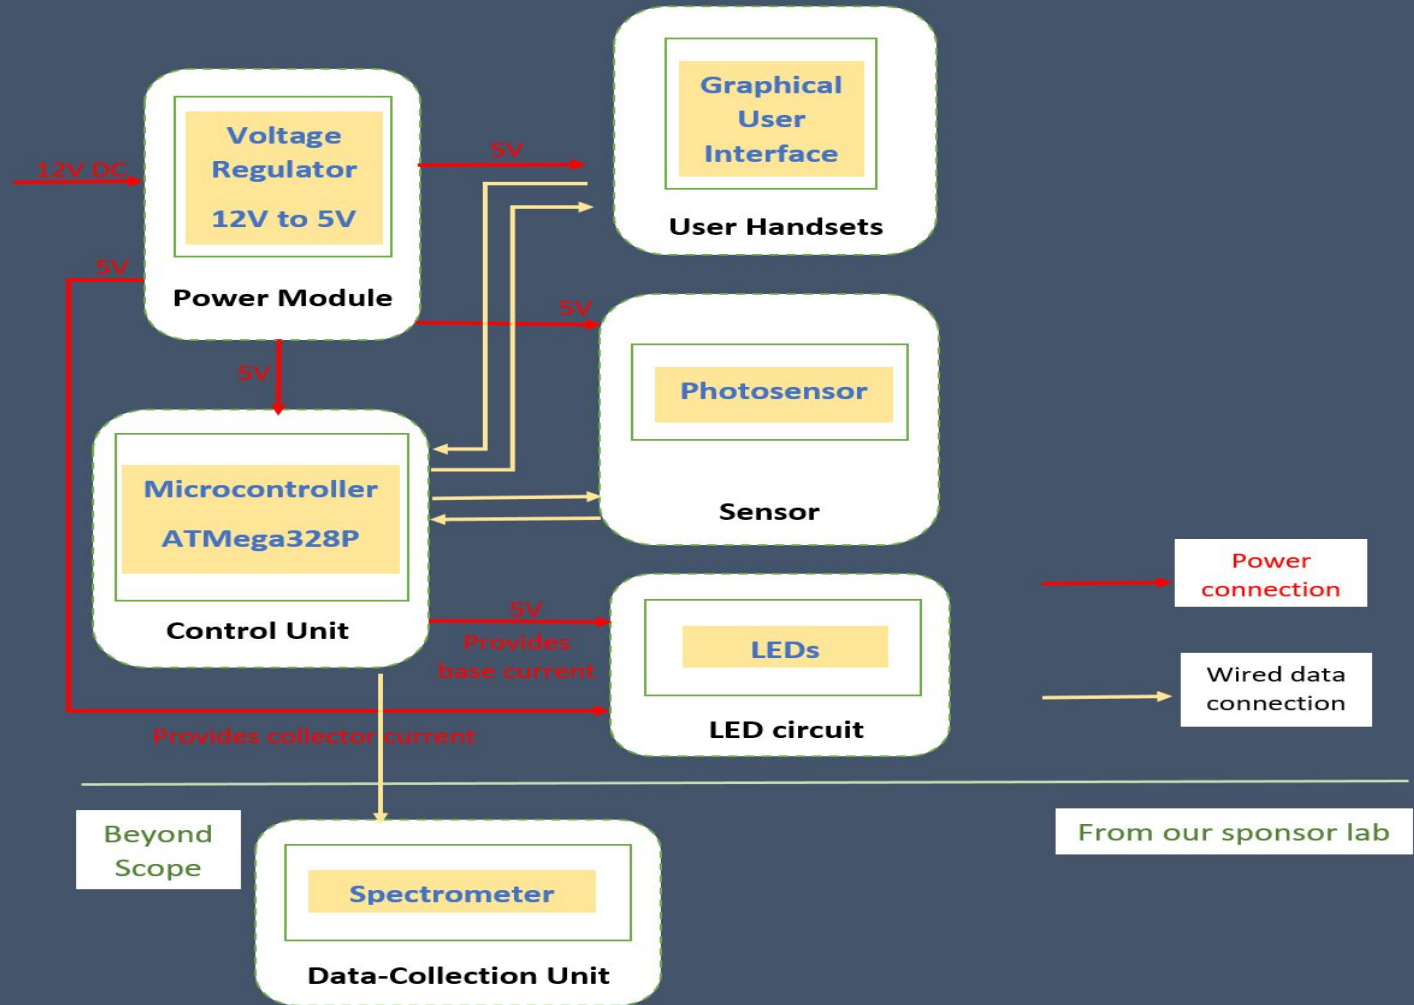 12V DC
Voltage
Regulator
12V to 5V
Power Module
5V
Graphical
User
Interface
User Handsets
5V
5V
5V
Photosensor
Sensor
Microcontroller
ATMega328P
Control Unit
5V
Provides
base current
LEDs
LED circuit
Provides collector current
Power
connection
Wired data
connection
Beyond
Scope
From our sponsor lab
Spectrometer
Data-Collection Unit